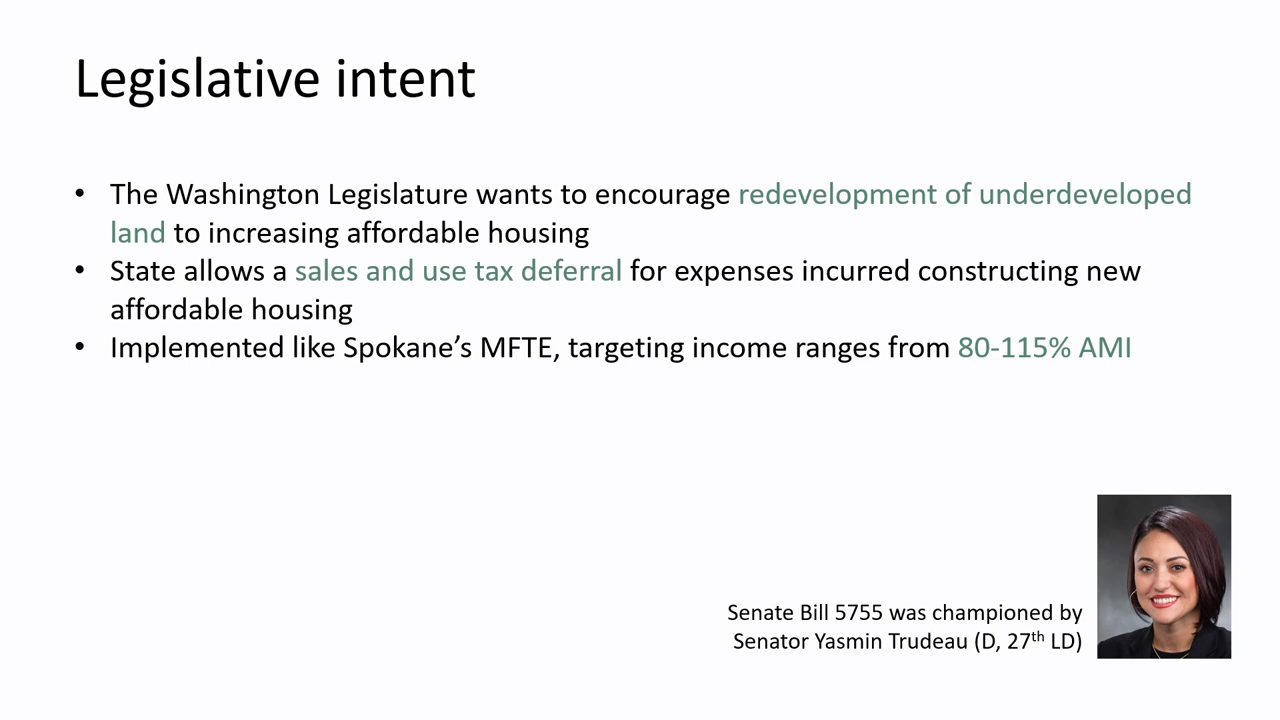 Legislative intent
• The Washington Legislature wants to encourage redevelopment of underdeveloped
land to increasing affordable housing
• State allows a sales and use tax deferral for expenses incurred constructing new
affordable housing
• Implemented like Spokane’s MFTE, targeting income ranges from 80-115% AMI
Senate Bill 5755 was championed by
Senator Yasmin Trudeau (D, 27th LD)